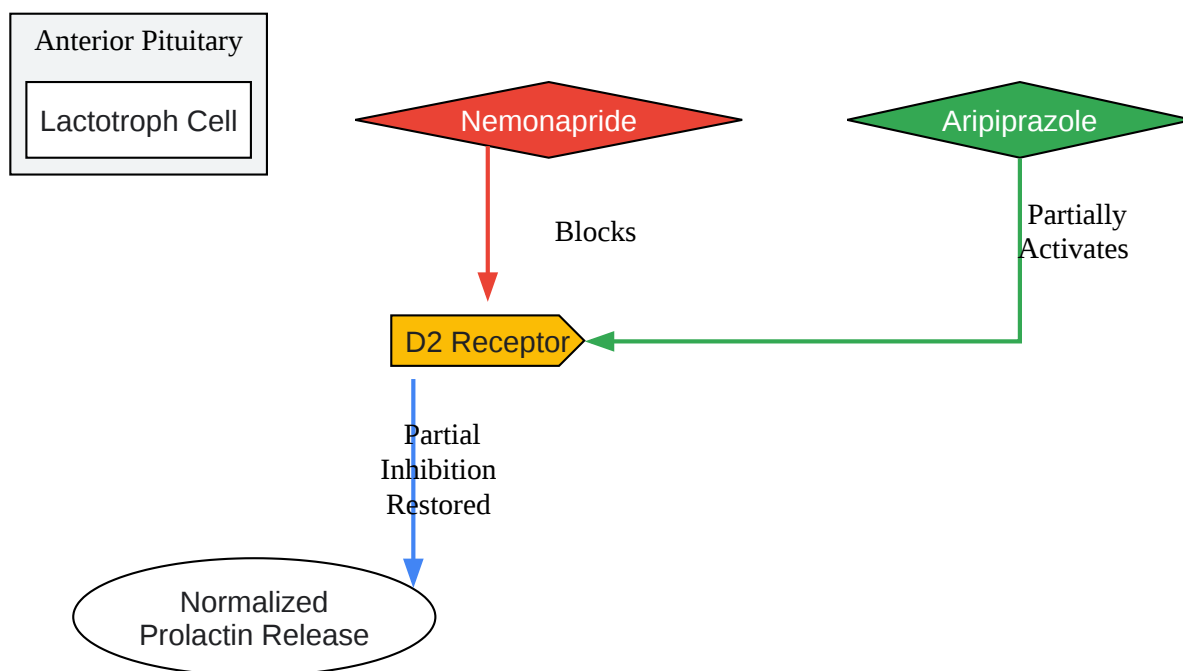 Anterior Pituitary
Lactotroph Cell
Nemonapride
Aripiprazole
Blocks
Partially
Activates
D2 Receptor
Partial
Inhibition
Restored
Normalized
Prolactin Release